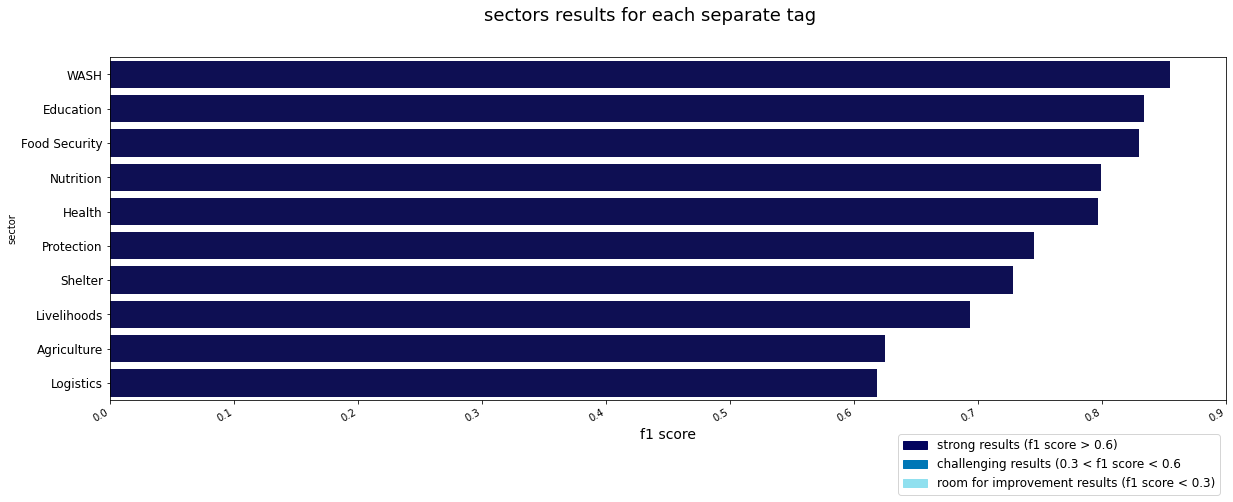 sectors results for each separate tag
WASH
Education
Food Security
Nutrition
Health
Protection
Shelter
Livelihoods
Agriculture
Logistics
sector
0.0 0.1 0.2 0.3 0.4 0.5 0.6 0.7 0.8 0.9
f1 score
strong results (f1 score > 0.6)
challenging results (0.3 < f1 score < 0.6
room for improvement results (f1 score < 0.3)